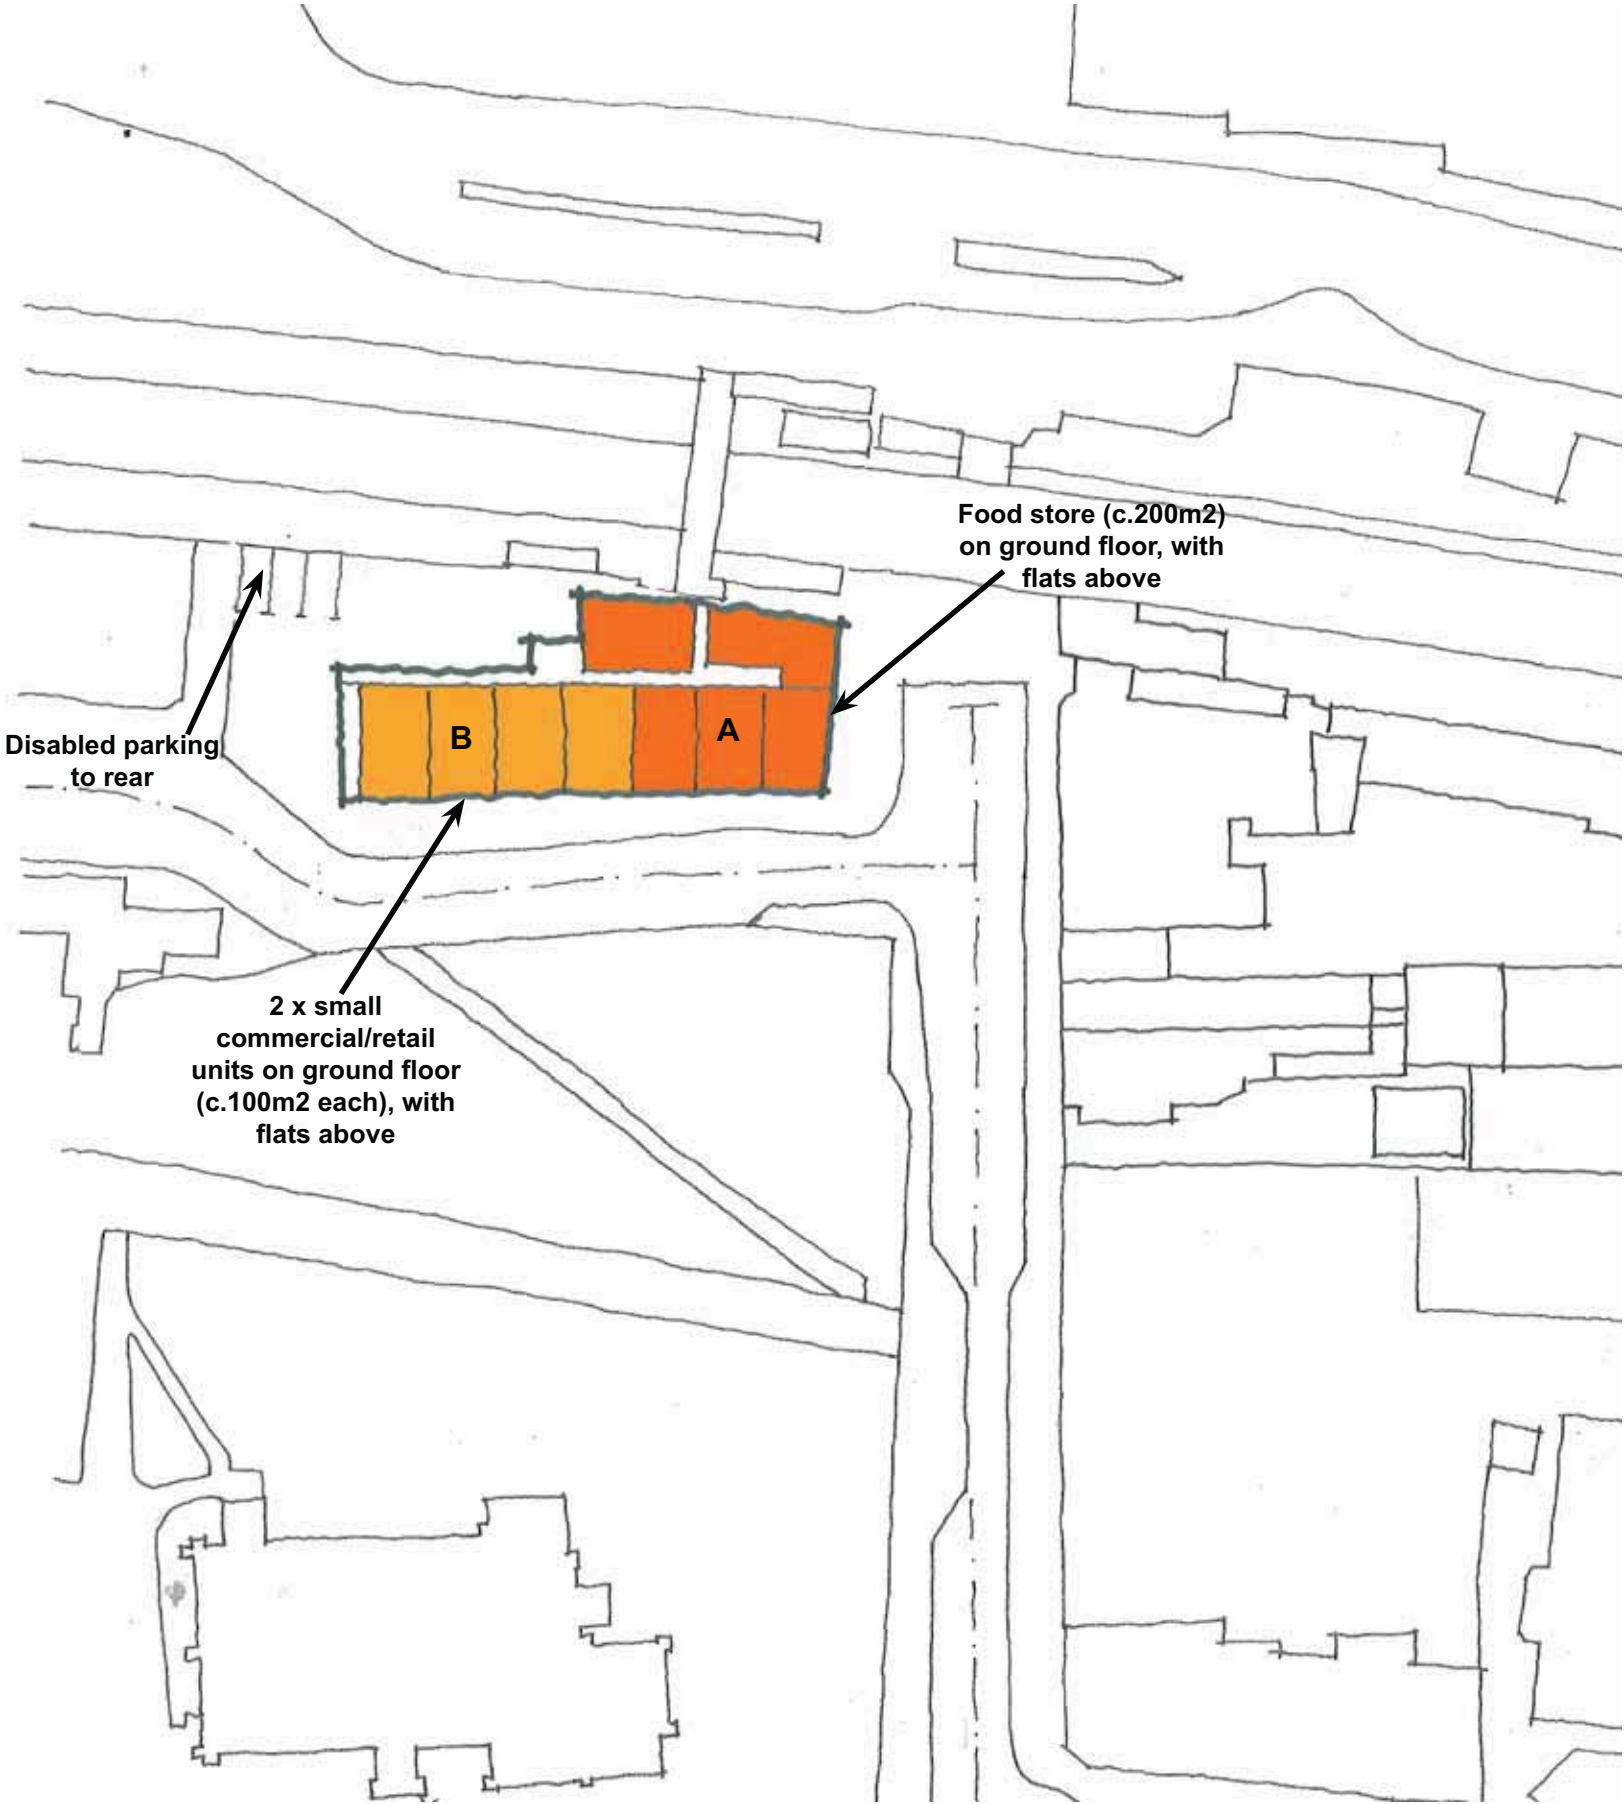 Food store (c.200m2)
on ground floor, with
flats above
B
A
Disabled parking
to rear
2 x small
commercial/retail
units on ground floor
(c.100m2 each), with
flats above